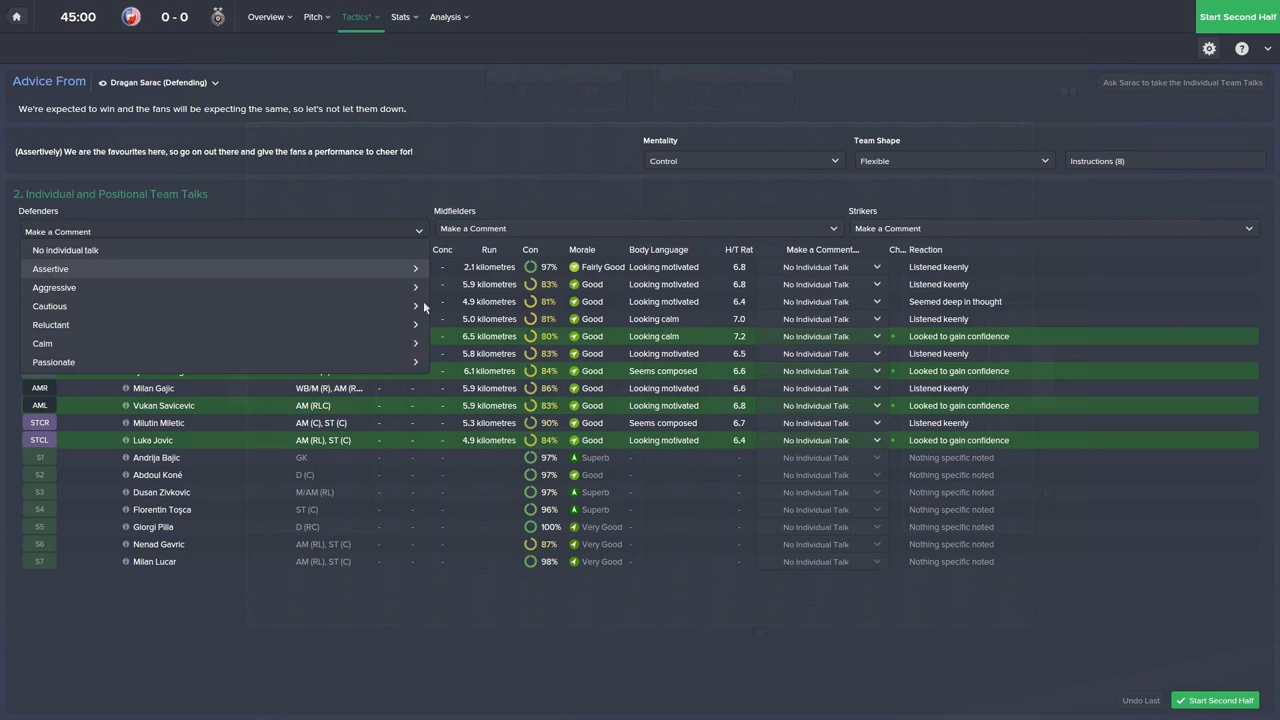 45:00 0 - 0 Overview Pitch Tactics* Stats Analysis Start Second Half
Advice From Dragan Sarac (Defending) Ask Sarac to take the Individual Team Talks
We're expected to win and the fans will be expecting the same, so let's not let them down.
Mentality Team Shape
(Assertively) We are the favourites here, so go on out there and give the fans a performance to cheer for!
Control Flexible Instructions (8)
2. Individual and Positional Team Talks
Defenders Midfielders Strikers
Make a Comment Make a Comment Make a Comment
No individual talk Conc Run Con Morale Body Language H/T Rat Make a Comment... Ch... Reaction
Assertive - 2.1 kilometres 97% Fairly Good Looking motivated 6.8 No Individual Talk Listened keenly
Aggressive - 5.9 kilometres 83% Good Looking motivated 6.8 No Individual Talk Listened keenly
Cautious - 4.9 kilometres 81% Good Looking motivated 6.4 No Individual Talk Seemed deep in thought
Reluctant - 5.0 kilometres 81% Good Looking calm 7.0 No Individual Talk Listened keenly
Calm - 6.5 kilometres 80% Good Looking calm 7.2 No Individual Talk Looked to gain confidence
Passionate - 5.8 kilometres 83% Good Looking motivated 6.5 No Individual Talk Listened keenly
- 6.1 kilometres 84% Good Seems composed 6.6 No Individual Talk Looked to gain confidence
AMR Milan Gajic WB/M (R), AM (R... - - - 5.9 kilometres 86% Good Looking motivated 6.6 No Individual Talk Listened keenly
AML Vukan Savicevic AM (RLC) - - - 5.9 kilometres 83% Good Looking motivated 6.8 No Individual Talk Looked to gain confidence
STCR Milutin Miletic AM (C), ST (C) - - - 5.3 kilometres 90% Good Seems composed 6.7 No Individual Talk Listened keenly
STCL Luka Jovic AM (RL), ST (C) - - - 4.9 kilometres 84% Good Looking motivated 6.4 No Individual Talk Looked to gain confidence
S1 Andrija Bajic GK - - - - 97% Superb - - No Individual Talk Nothing specific noted
S2 Abdoul Koné D (C) - - - - 97% Good - - No Individual Talk Nothing specific noted
S3 Dusan Zivkovic M/AM (RL) - - - - 97% Superb - - No Individual Talk Nothing specific noted
S4 Florentin Toşca ST (C) - - - - 96% Superb - - No Individual Talk Nothing specific noted
S5 Giorgi Pilia D (RC) - - - - 100% Very Good - - No Individual Talk Nothing specific noted
S6 Nenad Gavric AM (RL), ST (C) - - - - 87% Very Good - - No Individual Talk Nothing specific noted
S7 Milan Lucar AM (RL), ST (C) - - - - 98% Very Good - - No Individual Talk Nothing specific noted
Undo Last Start Second Half